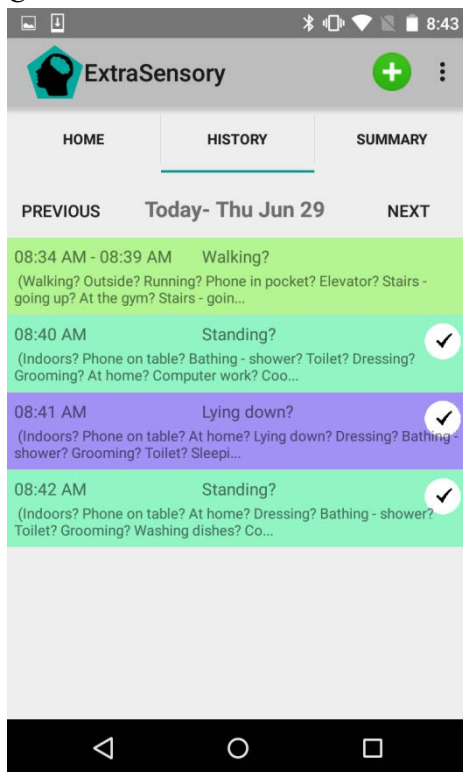 8:43
ExtraSensory
HOME HISTORY SUMMARY
PREVIOUS Today- Thu Jun 29 NEXT
08:34 AM - 08:39 AM Walking?
(Walking? Outside? Running? Phone in pocket? Elevator? Stairs -
going up? At the gym? Stairs - goin...
08:40 AM Standing?
(Indoors? Phone on table? Bathing - shower? Toilet? Dressing?
Grooming? At home? Computer work? Coo...
08:41 AM Lying down?
(Indoors? Phone on table? At home? Lying down? Dressing? Bathing -
shower? Grooming? Toilet? Sleepi...
08:42 AM Standing?
(Indoors? Phone on table? At home? Dressing? Bathing - shower?
Toilet? Grooming? Washing dishes? Co...